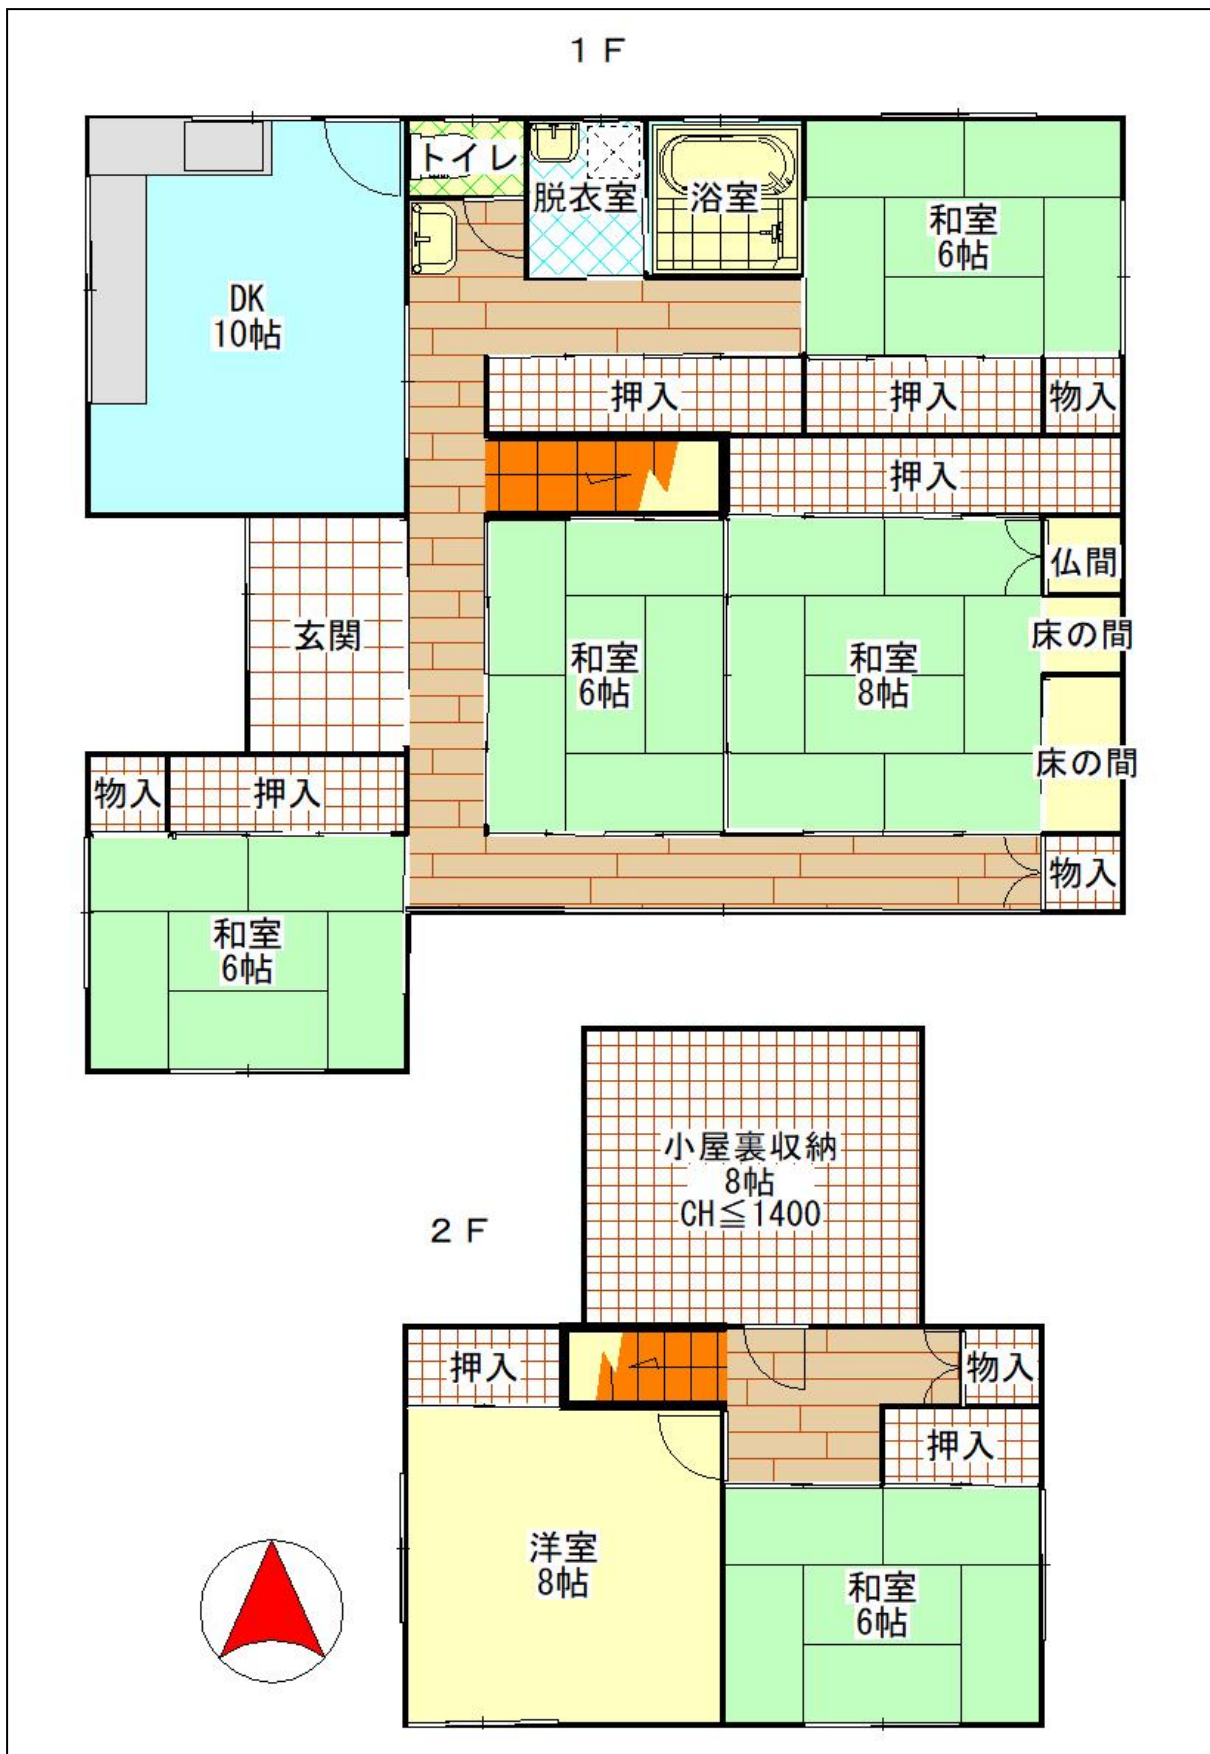 1F
トイレ
脱衣室
浴室
和室
6帖
DK
10帖
押入
押入
物入
押入
仏間
玄関
和室
6帖
和室
8帖
床の間
床の間
物入
押入
物入
和室
6帖
小屋裏収納
8帖
CH≦1400
2F
押入
物入
押入
洋室
8帖
和室
6帖